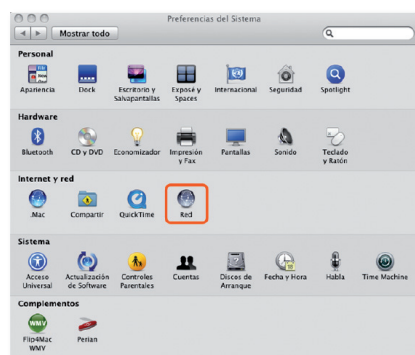 Preferencias del Sistema
Mostrar todo
Personal
Apariencia Dock Escritorio y Salvapantallas Exposé y Spaces Internacional Seguridad Spotlight
Hardware
Bluetooth CD y DVD Economizador Impresión y Fax Pantallas Sonido Teclado y Ratón
Internet y red
.Mac Compartir QuickTime Red
Sistema
Acceso Universal Actualización de Software Controles Parentales Cuentas Discos de Arranque Fecha y Hora Habla Time Machine
Complementos
WMV
Flip4Mac WMV Perian